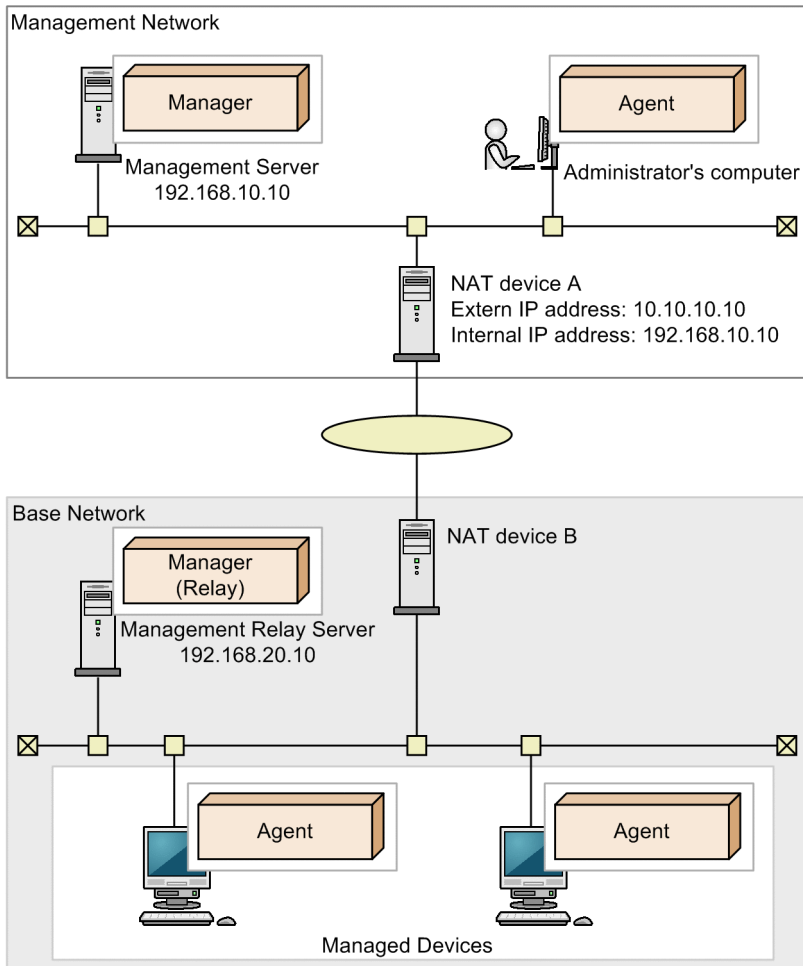 Management Network
Manager
Management Server
192.168.10.10
Agent
Administrator's computer
NAT device A
Extern IP address: 10.10.10.10
Internal IP address: 192.168.10.10
Base Network
NAT device B
Manager
(Relay)
Management Relay Server
192.168.20.10
Agent
Agent
Managed Devices